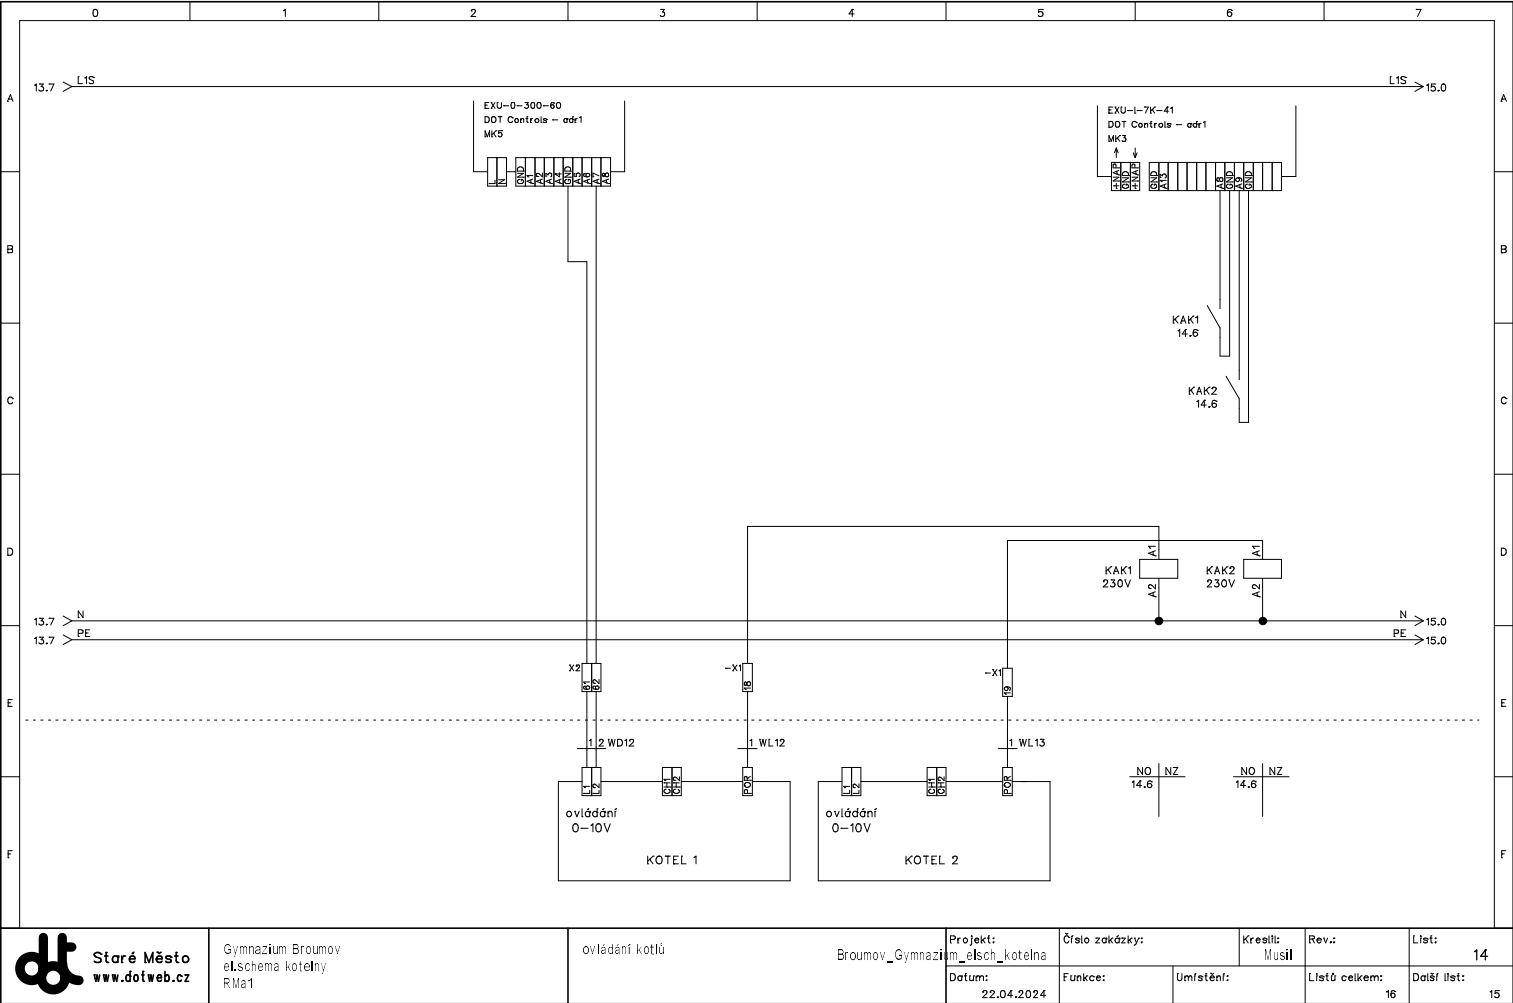 0 1 2 3 4 5 6 7
A A
B B
C C
D D
E E
F F
13.7 L1S L1S 15.0
EXU-0-300-60
DOT Controls - adr1
MK5
L N GND A1 A2 A3 A4 GND A5 A6 A7 A8
EXU-I-7K-41
DOT Controls - adr1
MK3
+NAP GND +NAP GND A13 A8 GND A9 GND
KAK1
14.6
KAK2
14.6
A1 A1
KAK1 KAK2
230V 230V
A2 A2
13.7 N N 15.0
13.7 PE PE 15.0
X2 61 62 -X1 18 -X1 19
1 2 WD12 1 WL12 1 WL13
NO NZ NO NZ
14.6 14.6
L1 L2 CH1 CH2 POR L1 L2 CH1 CH2 POR
ovládání ovládání
0-10V 0-10V
KOTEL 1 KOTEL 2
dt
Staré Město
www.dotweb.cz
Gymnazium Broumov
el.schema kotelny
RMa1
ovládání kotlů
Projekt:
Broumov_Gymnazium_elsch_kotelna
Číslo zakázky:
Kreslil:
Musil
Rev.:
List:
14
Datum:
22.04.2024
Funkce:
Umístění:
Listů celkem:
16
Další list:
15